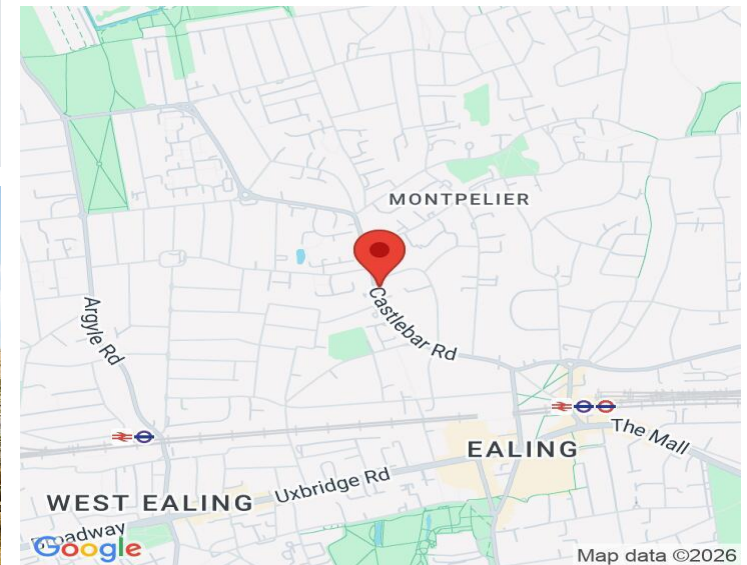 MONTPELIER
Argyle Rd
Castlebar Rd
The Mall
EALING
Uxbridge Rd
WEST EALING
Broadway
Google
Map data ©2026